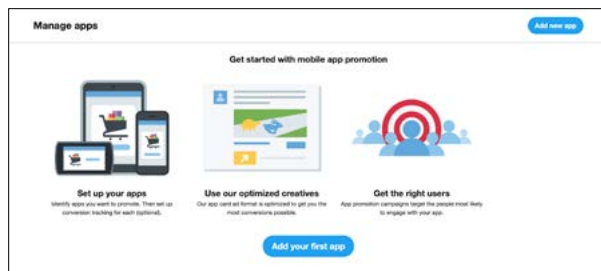 Manage apps
Add new app
Get started with mobile app promotion
Set up your apps
Identify apps you want to promote. Then set up
conversion tracking for each (optional).
Use our optimized creatives
Our app card ad format is optimized to get you the
most conversions possible.
Get the right users
App promotion campaigns target the people most likely
to engage with your app.
Add your first app